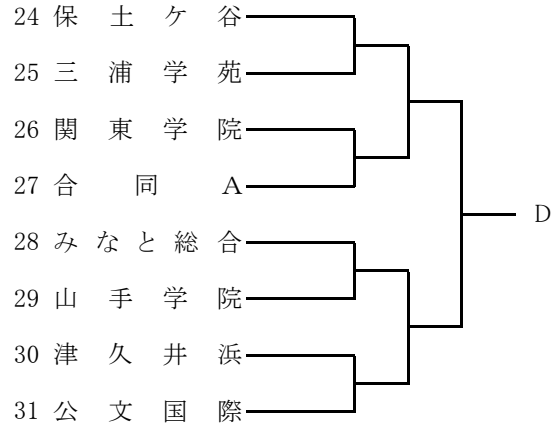 24 保土ケ谷
25 三浦学苑
26 関東学院
27 合同A
28 みなと総合
29 山手学院
30 津久井浜
31 公文国際
D